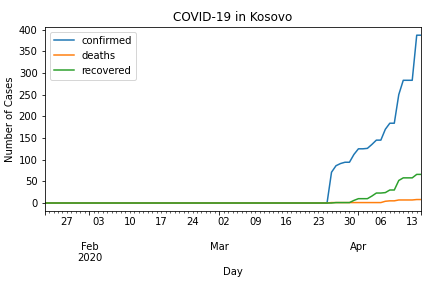 COVID-19 in Kosovo
confirmed
deaths
recovered
Number of Cases
400
350
300
250
200
150
100
50
0
27 03 10 17 24 02 09 16 23 30 06 13
Feb Mar Apr
2020
Day